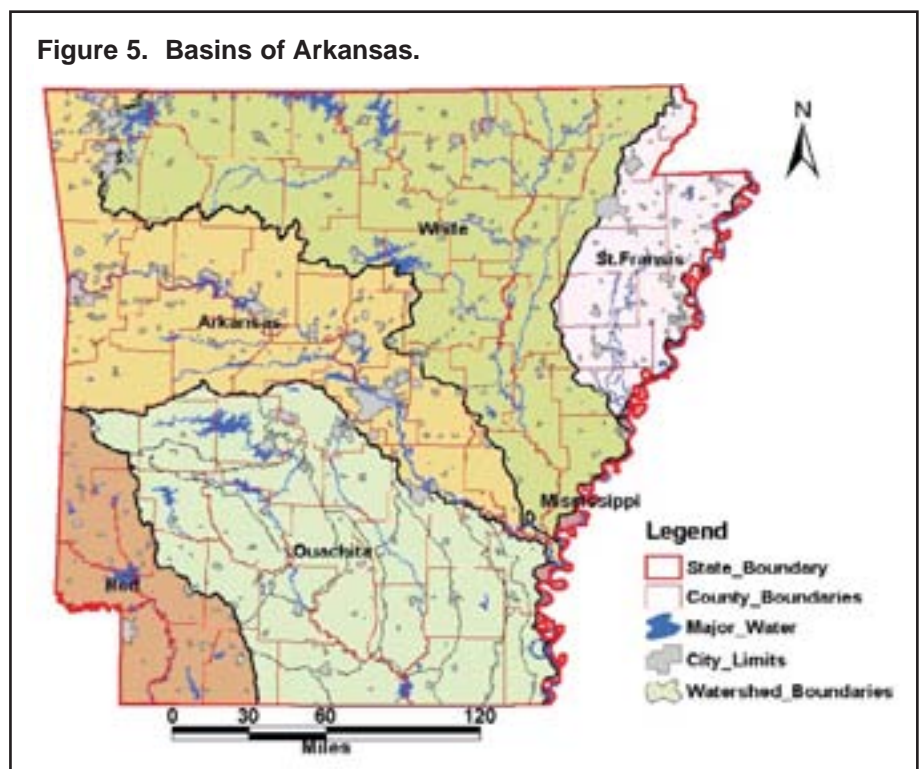 Figure 5. Basins of Arkansas.
N
White
St.Francis
Arkansas
Mississippi
Ouachita
Red
Legend
State_Boundary
County_Boundaries
Major_Water
City_Limits
Watershed_Boundaries
0 30 60 120
Miles